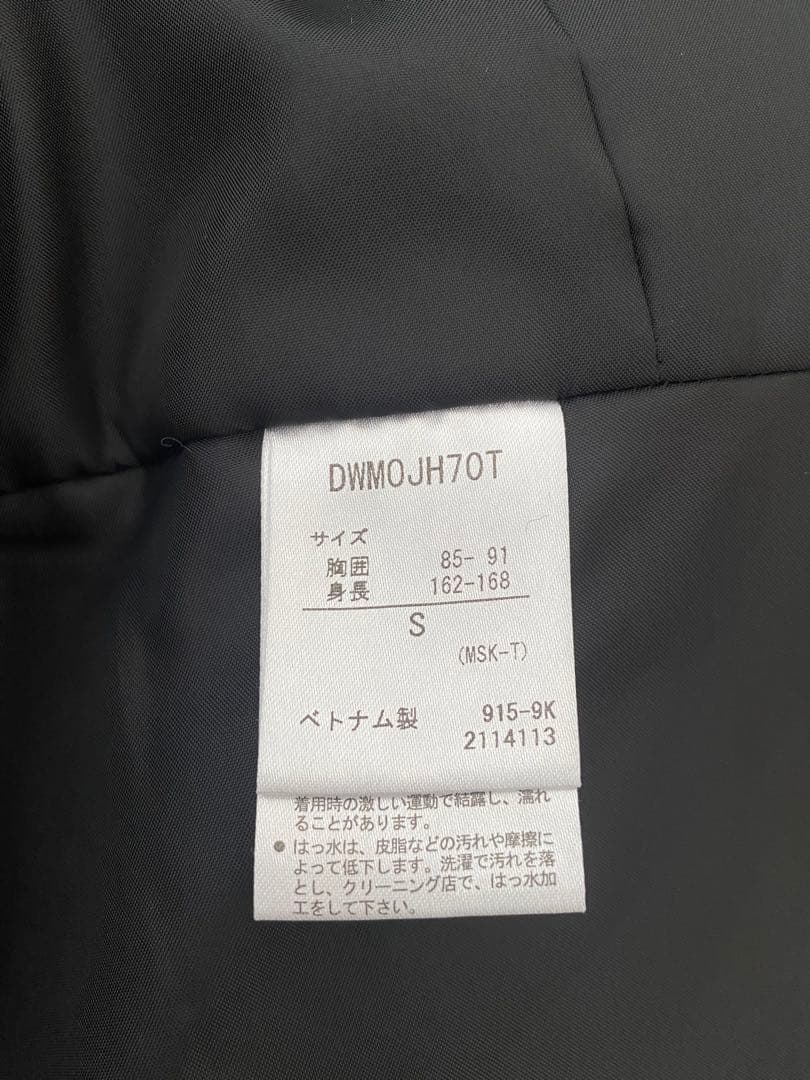 DWMOJH70T
サイズ
胸囲 85- 91
身長 162-168
S
(MSK-T)
ベトナム製 915-9K
2114113
着用時の激しい運動で結露し、濡れ
ることがあります。
● はっ水は、皮脂などの汚れや摩擦に
よって低下します。洗濯で汚れを落
とし、クリーニング店で、はっ水加
工をして下さい。